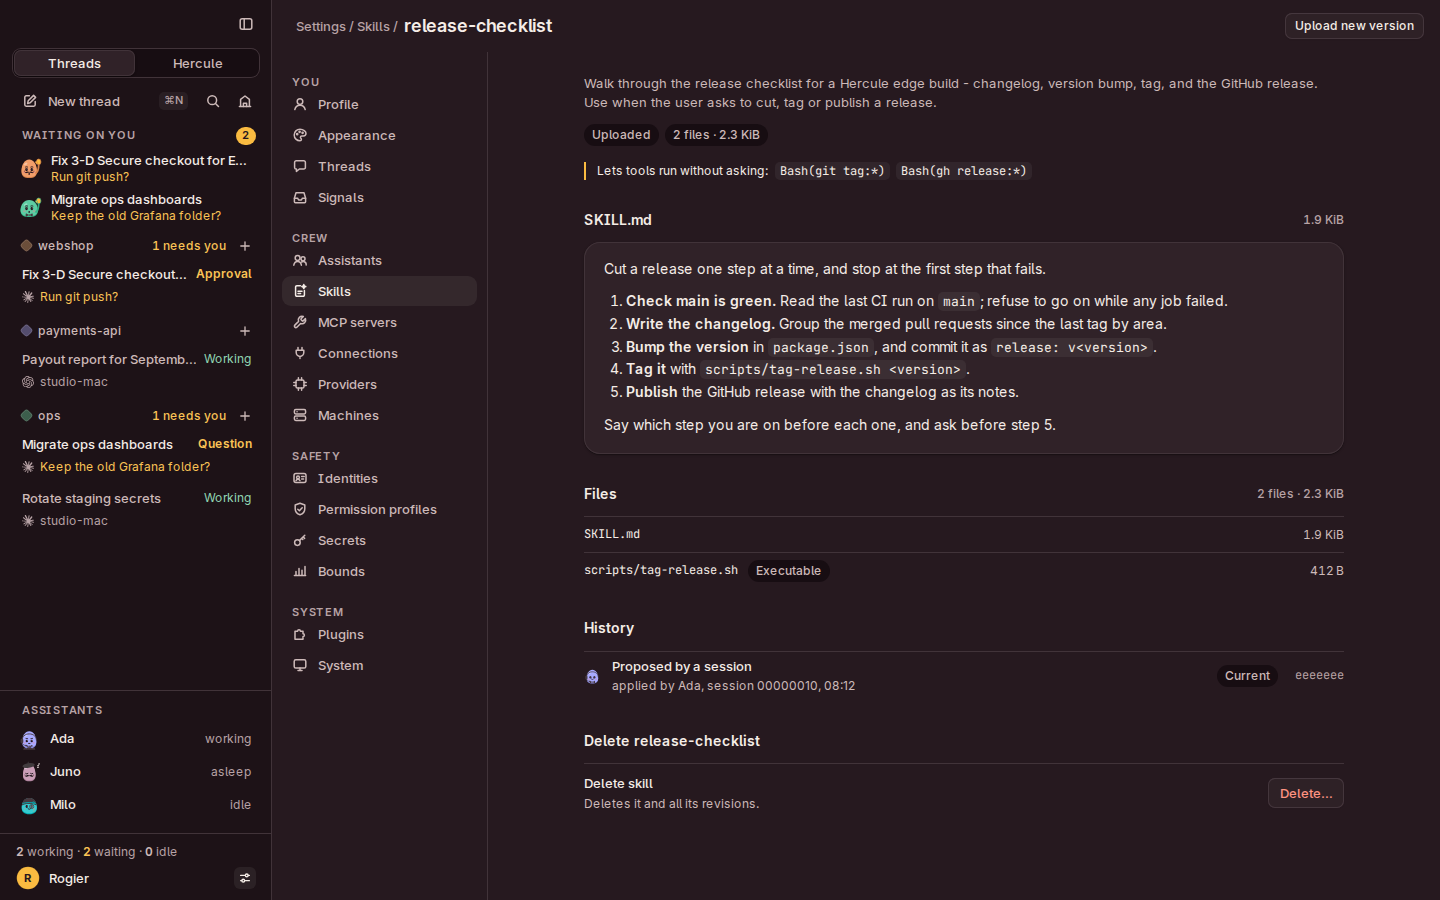 Threads
Hercule
New thread
⌘N
WAITING ON YOU
2
Fix 3-D Secure checkout for E...
Run git push?
Migrate ops dashboards
Keep the old Grafana folder?
webshop
1 needs you
Fix 3-D Secure checkout...
Approval
Run git push?
payments-api
Payout report for Septemb...
Working
studio-mac
ops
1 needs you
Migrate ops dashboards
Question
Keep the old Grafana folder?
Rotate staging secrets
Working
studio-mac
ASSISTANTS
Ada
working
Juno
asleep
Milo
idle
2 working · 2 waiting · 0 idle
R
Rogier
Settings / Skills / release-checklist
Upload new version
YOU
Profile
Appearance
Threads
Signals
CREW
Assistants
Skills
MCP servers
Connections
Providers
Machines
SAFETY
Identities
Permission profiles
Secrets
Bounds
SYSTEM
Plugins
System
Walk through the release checklist for a Hercule edge build - changelog, version bump, tag, and the GitHub release.
Use when the user asks to cut, tag or publish a release.
Uploaded
2 files · 2.3 KiB
Lets tools run without asking: Bash(git tag:*) Bash(gh release:*)
SKILL.md
1.9 KiB
Cut a release one step at a time, and stop at the first step that fails.
1. Check main is green. Read the last CI run on main; refuse to go on while any job failed.
2. Write the changelog. Group the merged pull requests since the last tag by area.
3. Bump the version in package.json, and commit it as release: v<version>.
4. Tag it with scripts/tag-release.sh <version>.
5. Publish the GitHub release with the changelog as its notes.
Say which step you are on before each one, and ask before step 5.
Files
2 files · 2.3 KiB
SKILL.md
1.9 KiB
scripts/tag-release.sh
Executable
412 B
History
Proposed by a session
applied by Ada, session 00000010, 08:12
Current
eeeeeee
Delete release-checklist
Delete skill
Deletes it and all its revisions.
Delete...